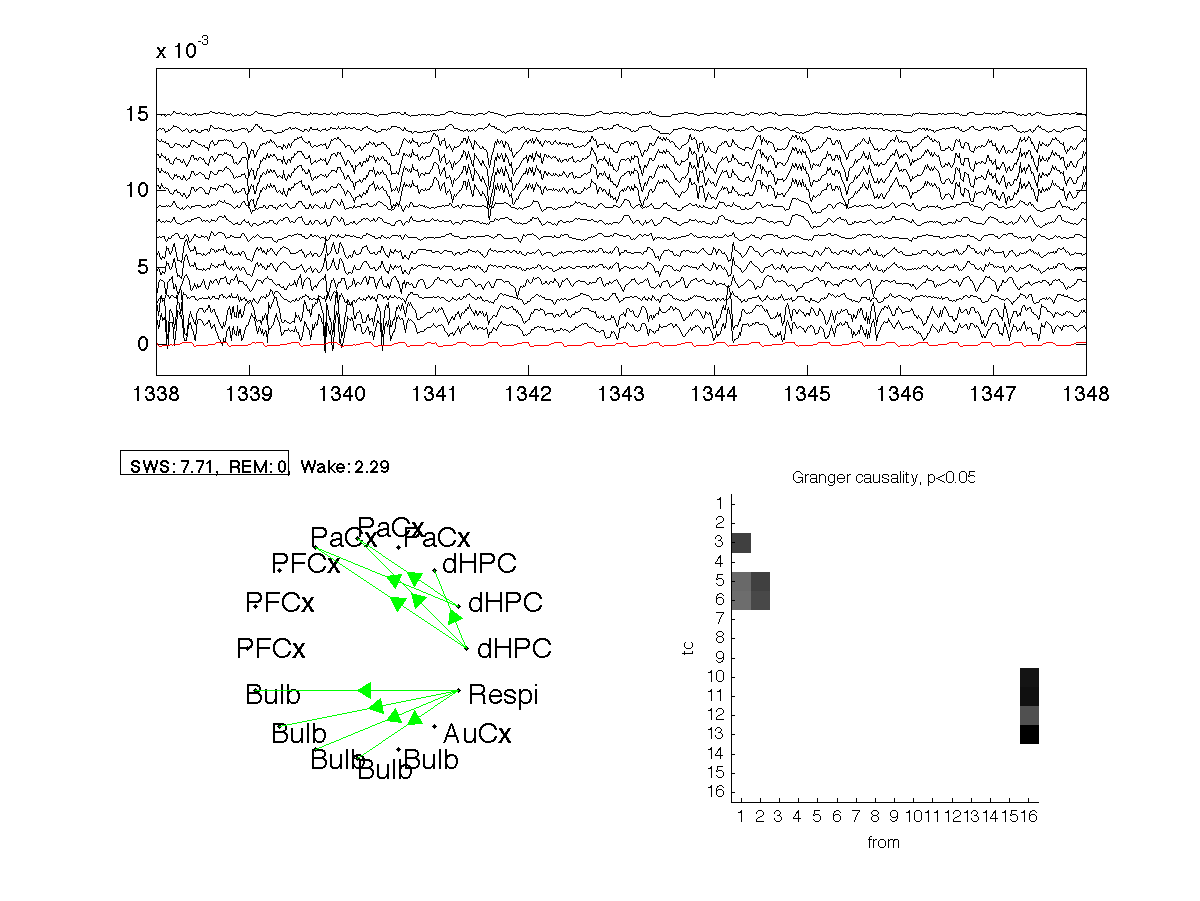 x 10-3
15
10
5
0
1338 1339 1340 1341 1342 1343 1344 1345 1346 1347 1348
SWS:7.71, REM:0, Wake:2.29
PaCx
PaCx PaCx
PFCx dHPC
PFCx dHPC
PFCx dHPC
Bulb Respi
Bulb AuCx
Bulb Bulb Bulb
Granger causality, p<0.05
1
2
3
4
5
6
7
8
9
10
11
12
13
14
15
16
tc
1 2 3 4 5 6 7 8 9 10 11 12 13 14 15 16
from